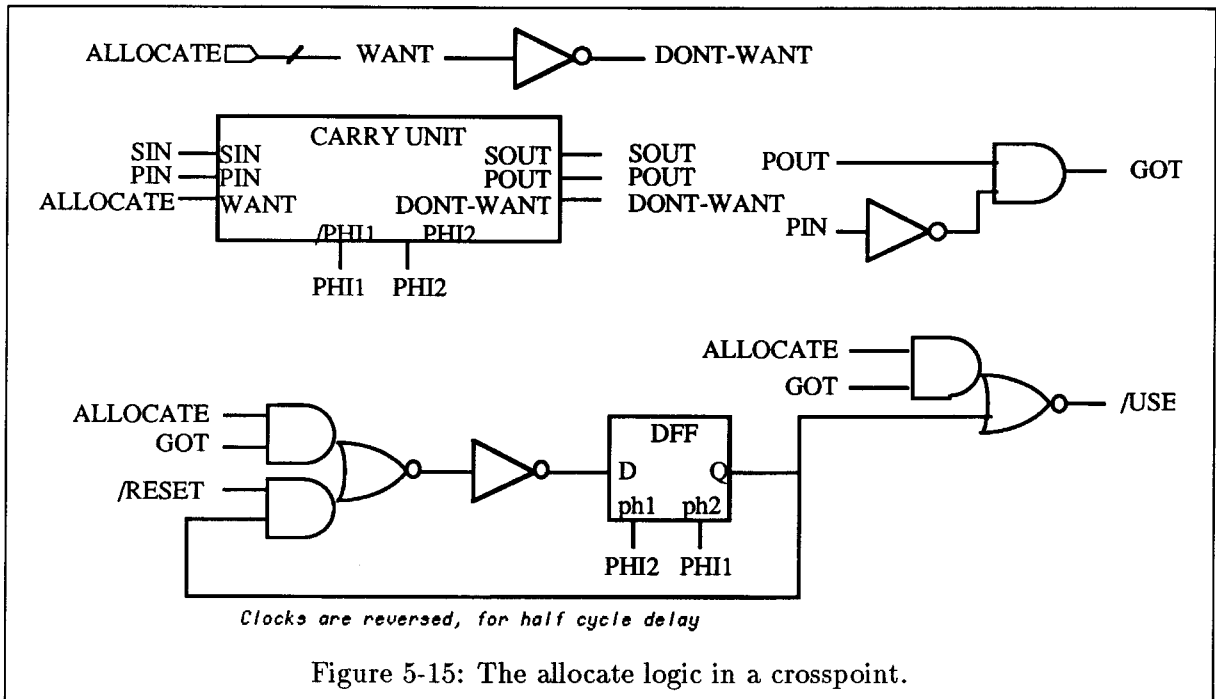 ALLOCATE WANT DONT-WANT
CARRY UNIT
SIN SIN SOUT SOUT
PIN PIN POUT POUT
ALLOCATE WANT DONT-WANT DONT-WANT
/PHI1 PHI2
PHI1 PHI2
POUT GOT
PIN
ALLOCATE
GOT /USE
ALLOCATE
GOT
/RESET
DFF
D Q
ph1 ph2
PHI2 PHI1
Clocks are reversed, for half cycle delay
Figure 5-15: The allocate logic in a crosspoint.